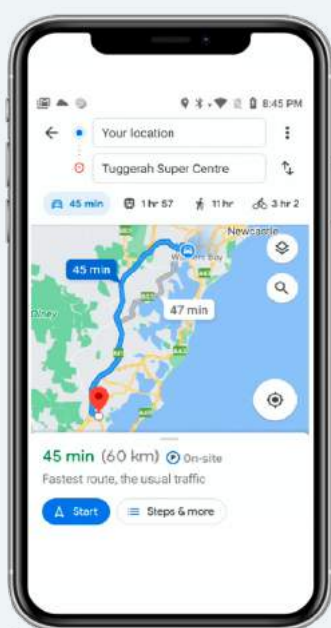 8:45 PM
Your location
Tuggerah Super Centre
45 min
1 hr 57
11 hr
3 hr 2
Newcastle
45 min
47 min
Olney
45 min (60 km) P On-site
Fastest route, the usual traffic
Start
Steps & more